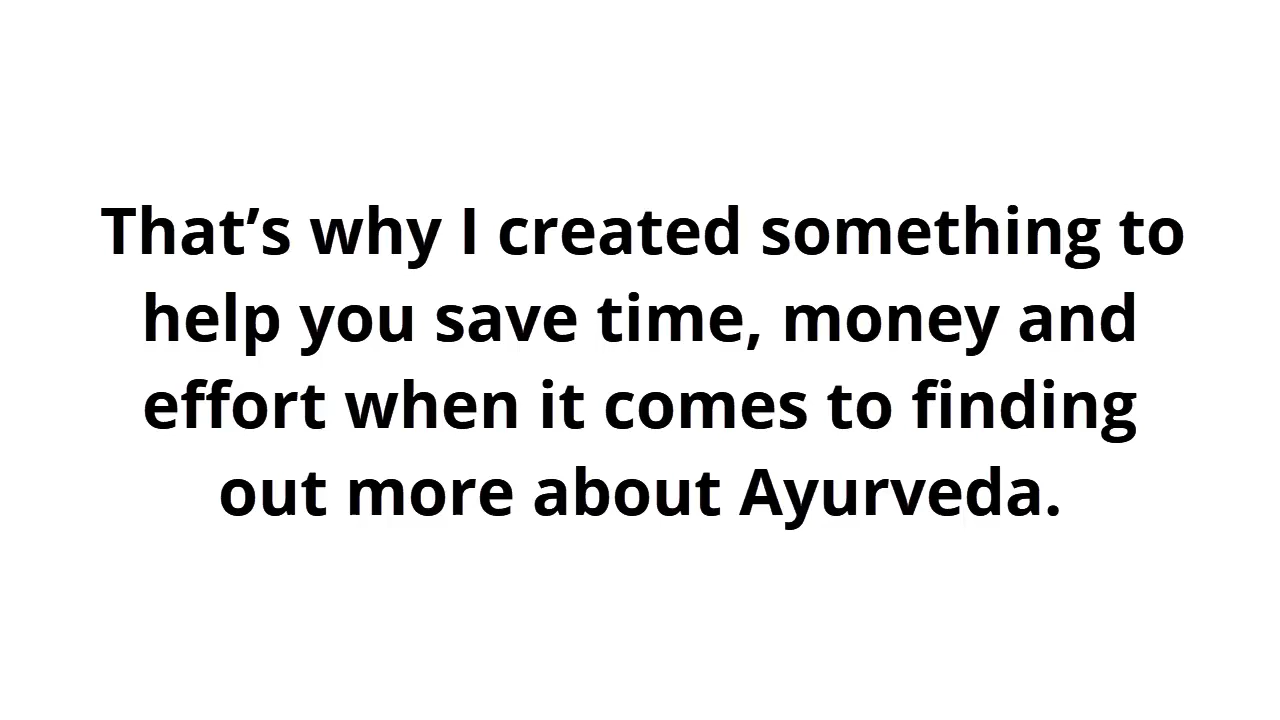 That’s why I created something to
help you save time, money and
effort when it comes to finding
out more about Ayurveda.